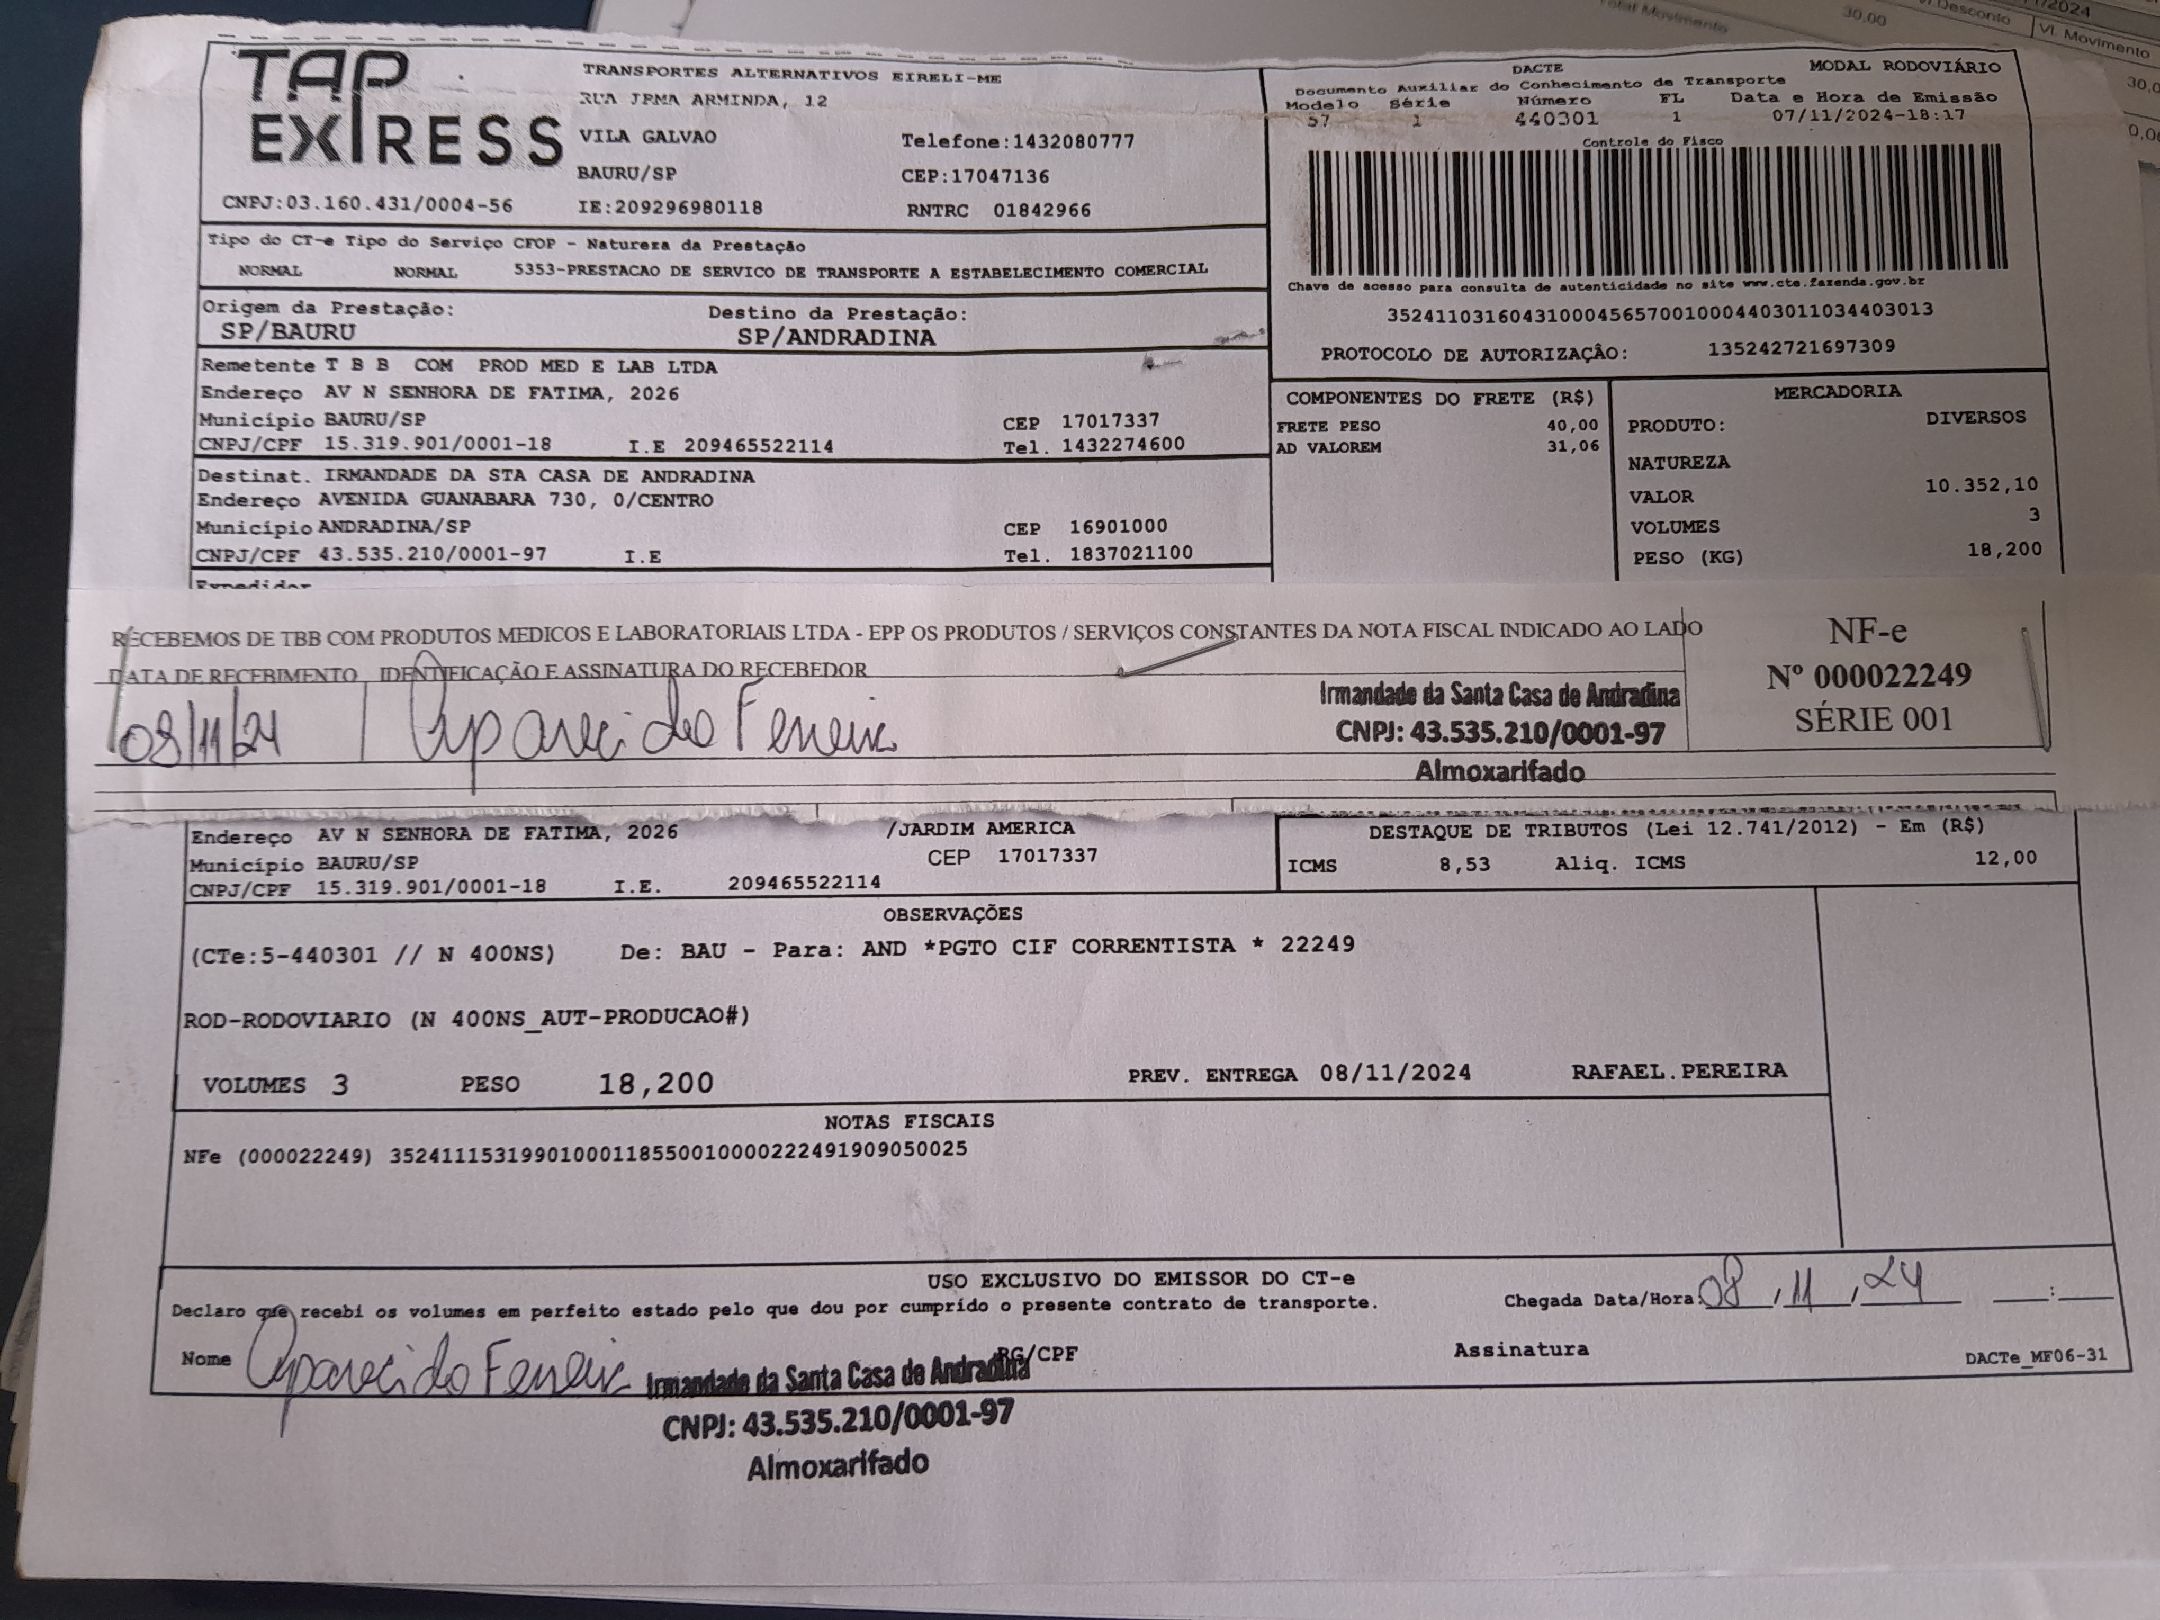 Total Movimento 30,00 Vl Desconto Vl. Movimento
/2024
30,0
0,00
TAP EXPRESS
TRANSPORTES ALTERNATIVOS EIRELI-ME
RUA IRMA ARMINDA, 12
VILA GALVAO Telefone:1432080777
BAURU/SP CEP:17047136
CNPJ:03.160.431/0004-56 IE:209296980118 RNTRC 01842966
DACTE MODAL RODOVIÁRIO
Documento Auxiliar do Conhecimento de Transporte
Modelo Série Número FL Data e Hora de Emissão
57 1 440301 1 07/11/2024-18:17
Controle do Fisco
Chave de acesso para consulta de autenticidade no site www.cte.fazenda.gov.br
35241103160431000456570010004403011034403013
PROTOCOLO DE AUTORIZAÇÂO: 135242721697309
Tipo do CT-e Tipo do Serviço CFOP - Natureza da Prestação
NORMAL NORMAL 5353-PRESTACAO DE SERVICO DE TRANSPORTE A ESTABELECIMENTO COMERCIAL
Origem da Prestação: Destino da Prestação:
SP/BAURU SP/ANDRADINA
Remetente T B B COM PROD MED E LAB LTDA
Endereço AV N SENHORA DE FATIMA, 2026
Município BAURU/SP CEP 17017337
CNPJ/CPF 15.319.901/0001-18 I.E 209465522114 Tel. 1432274600
Destinat. IRMANDADE DA STA CASA DE ANDRADINA
Endereço AVENIDA GUANABARA 730, 0/CENTRO
Município ANDRADINA/SP CEP 16901000
CNPJ/CPF 43.535.210/0001-97 I.E Tel. 1837021100
Expedidor
COMPONENTES DO FRETE (R$)
FRETE PESO 40,00
AD VALOREM 31,06
MERCADORIA
PRODUTO: DIVERSOS
NATUREZA
VALOR 10.352,10
VOLUMES 3
PESO (KG) 18,200
RECEBEMOS DE TBB COM PRODUTOS MEDICOS E LABORATORIAIS LTDA - EPP OS PRODUTOS / SERVIÇOS CONSTANTES DA NOTA FISCAL INDICADO AO LADO
DATA DE RECEBIMENTO IDENTIFICAÇÃO E ASSINATURA DO RECEBEDOR
08/11/24 Aparecido Ferreira
Irmandade da Santa Casa de Andradina
CNPJ: 43.535.210/0001-97
Almoxarifado
NF-e
Nº 000022249
SÉRIE 001
Endereço AV N SENHORA DE FATIMA, 2026 /JARDIM AMERICA
Município BAURU/SP CEP 17017337
CNPJ/CPF 15.319.901/0001-18 I.E. 209465522114
DESTAQUE DE TRIBUTOS (Lei 12.741/2012) - Em (R$)
ICMS 8,53 Aliq. ICMS 12,00
OBSERVAÇÕES
(CTe:5-440301 // N 400NS) De: BAU - Para: AND *PGTO CIF CORRENTISTA * 22249
ROD-RODOVIARIO (N 400NS_AUT-PRODUCAO#)
VOLUMES 3 PESO 18,200 PREV. ENTREGA 08/11/2024 RAFAEL.PEREIRA
NOTAS FISCAIS
NFe (000022249) 35241115319901000118550010000222491909050025
USO EXCLUSIVO DO EMISSOR DO CT-e
Declaro que recebi os volumes em perfeito estado pelo que dou por cumprido o presente contrato de transporte. Chegada Data/Hora: 08, 11, 24 ___:___
Nome Aparecido Ferreira RG/CPF Assinatura DACTe_MF06-31
Irmandade da Santa Casa de Andradina
CNPJ: 43.535.210/0001-97
Almoxarifado